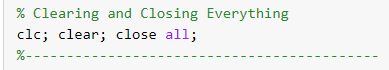 % Clearing and Closing Everything
clc; clear; close all;
%-------------------------------------------